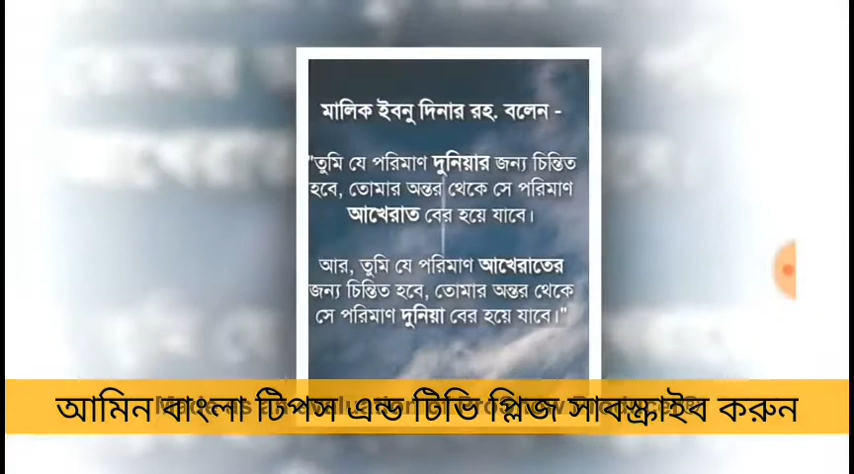 মালিক ইবনু দিনার রহ. বলেন -
"তুমি যে পরিমাণ দুনিয়ার জন্য চিন্তিত
হবে, তোমার অন্তর থেকে সে পরিমাণ
আখেরাত বের হয়ে যাবে।
আর, তুমি যে পরিমাণ আখেরাতের
জন্য চিন্তিত হবে, তোমার অন্তর থেকে
সে পরিমাণ দুনিয়া বের হয়ে যাবে।"
আমিন বাংলা টিপস এন্ড টিভি প্লিজ সাবস্ক্রাইব করুন